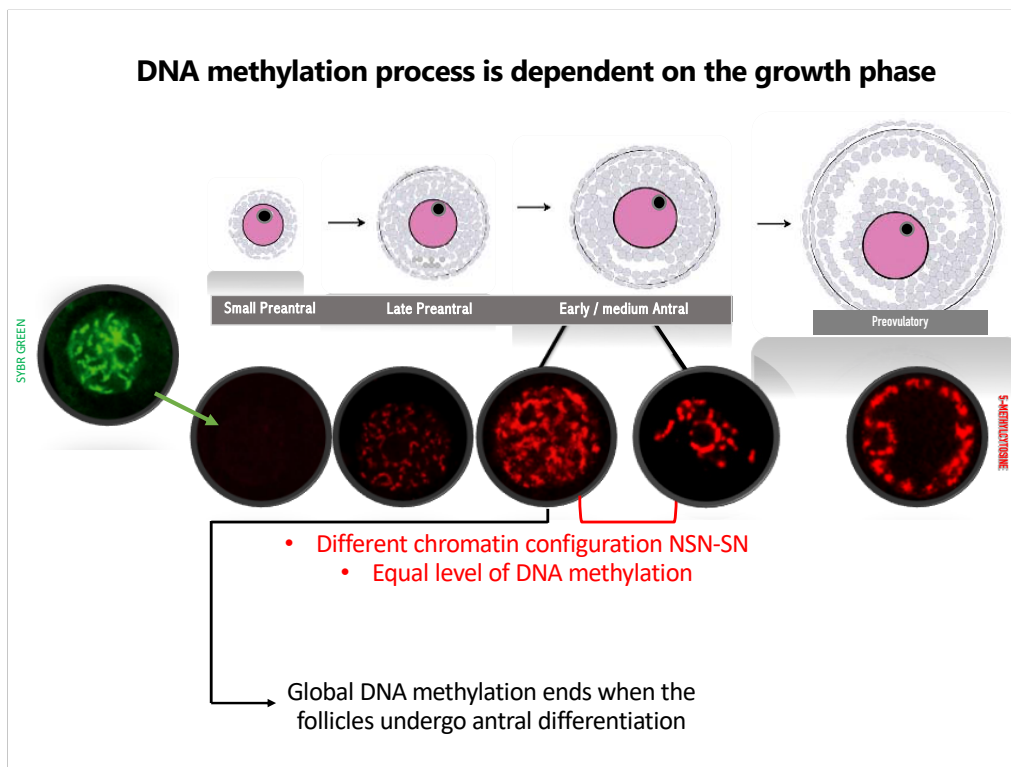 DNA methylation process is dependent on the growth phase
Small Preantral
Late Preantral
Early / medium Antral
Preovulatory
SYBR GREEN
5-METHYLCYTOSINE
• Different chromatin configuration NSN-SN
• Equal level of DNA methylation
Global DNA methylation ends when the
follicles undergo antral differentiation